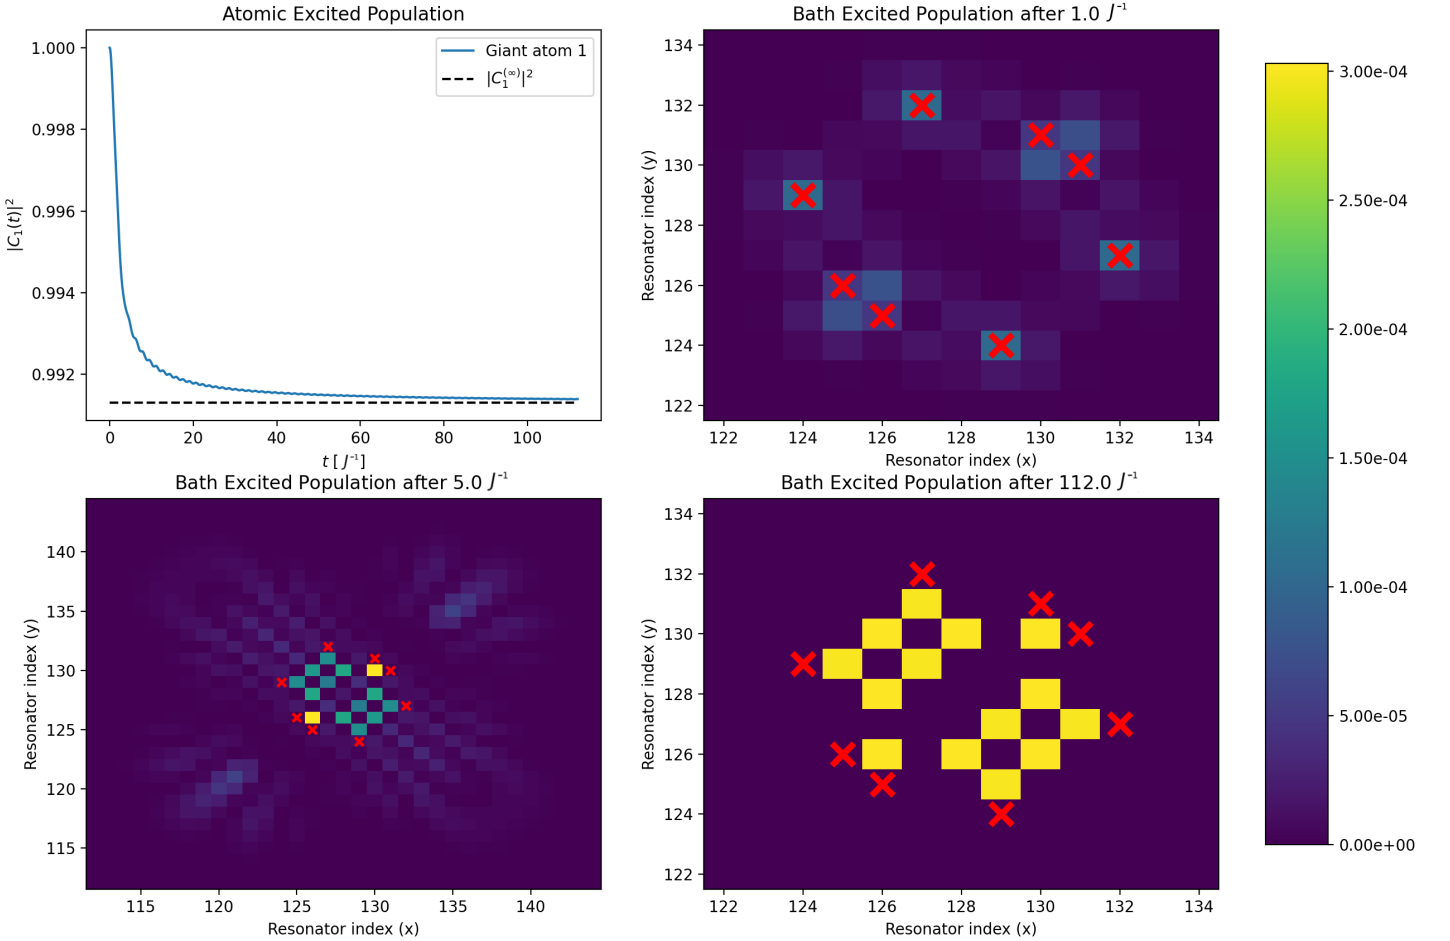 Atomic Excited Population
1.000
0.998
0.996
0.994
0.992
|C₁(t)|²
Giant atom 1
|C₁^(∞)|²
0 20 40 60 80 100
t [ J⁻¹]
Bath Excited Population after 1.0 J⁻¹
134
132
130
128
126
124
122
Resonator index (y)
122 124 126 128 130 132 134
Resonator index (x)
Bath Excited Population after 5.0 J⁻¹
140
135
130
125
120
115
Resonator index (y)
115 120 125 130 135 140
Resonator index (x)
Bath Excited Population after 112.0 J⁻¹
134
132
130
128
126
124
122
Resonator index (y)
122 124 126 128 130 132 134
Resonator index (x)
3.00e-04
2.50e-04
2.00e-04
1.50e-04
1.00e-04
5.00e-05
0.00e+00